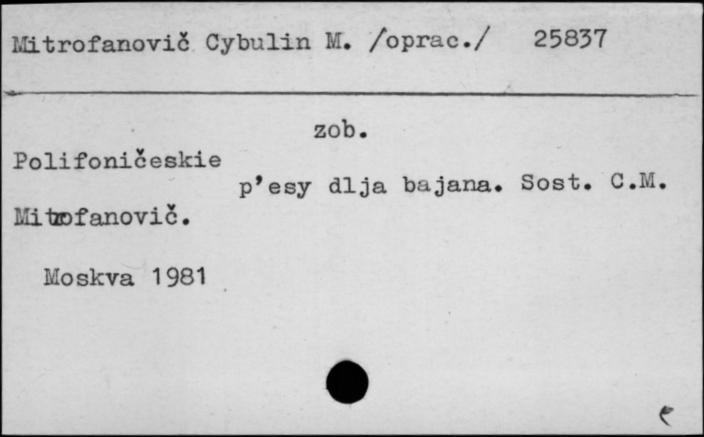 Mitrofanovič Cybulin M. /oprac./ 25837
zob.
Polifoničeskie
p'esy dlja bajana. Sost. C.M.
Mitrofanovič.
Moskva 1981